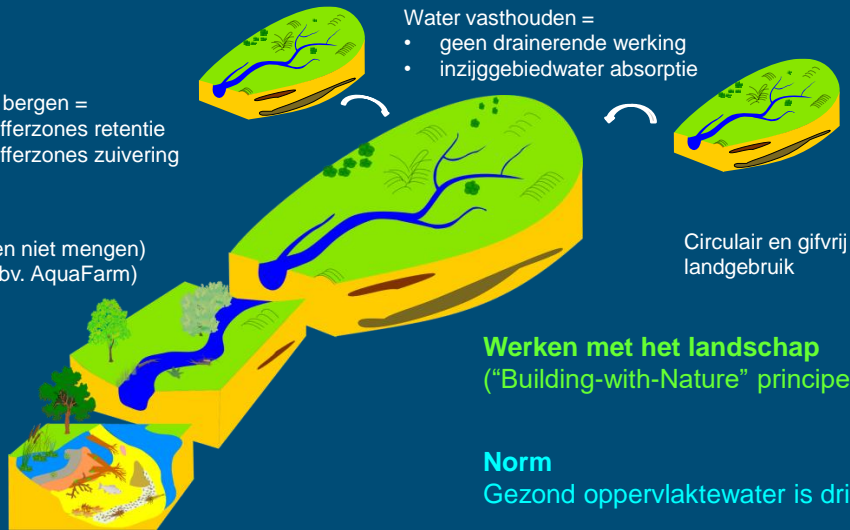 Water vasthouden =
• geen drainerende werking
• inzijggebiedwater absorptie
bergen =
fferzones retentie
fferzones zuivering
en niet mengen)
bv. AquaFarm)
Circulair en gifvrij
landgebruik
Werken met het landschap
(“Building-with-Nature” principe
Norm
Gezond oppervlaktewater is dri